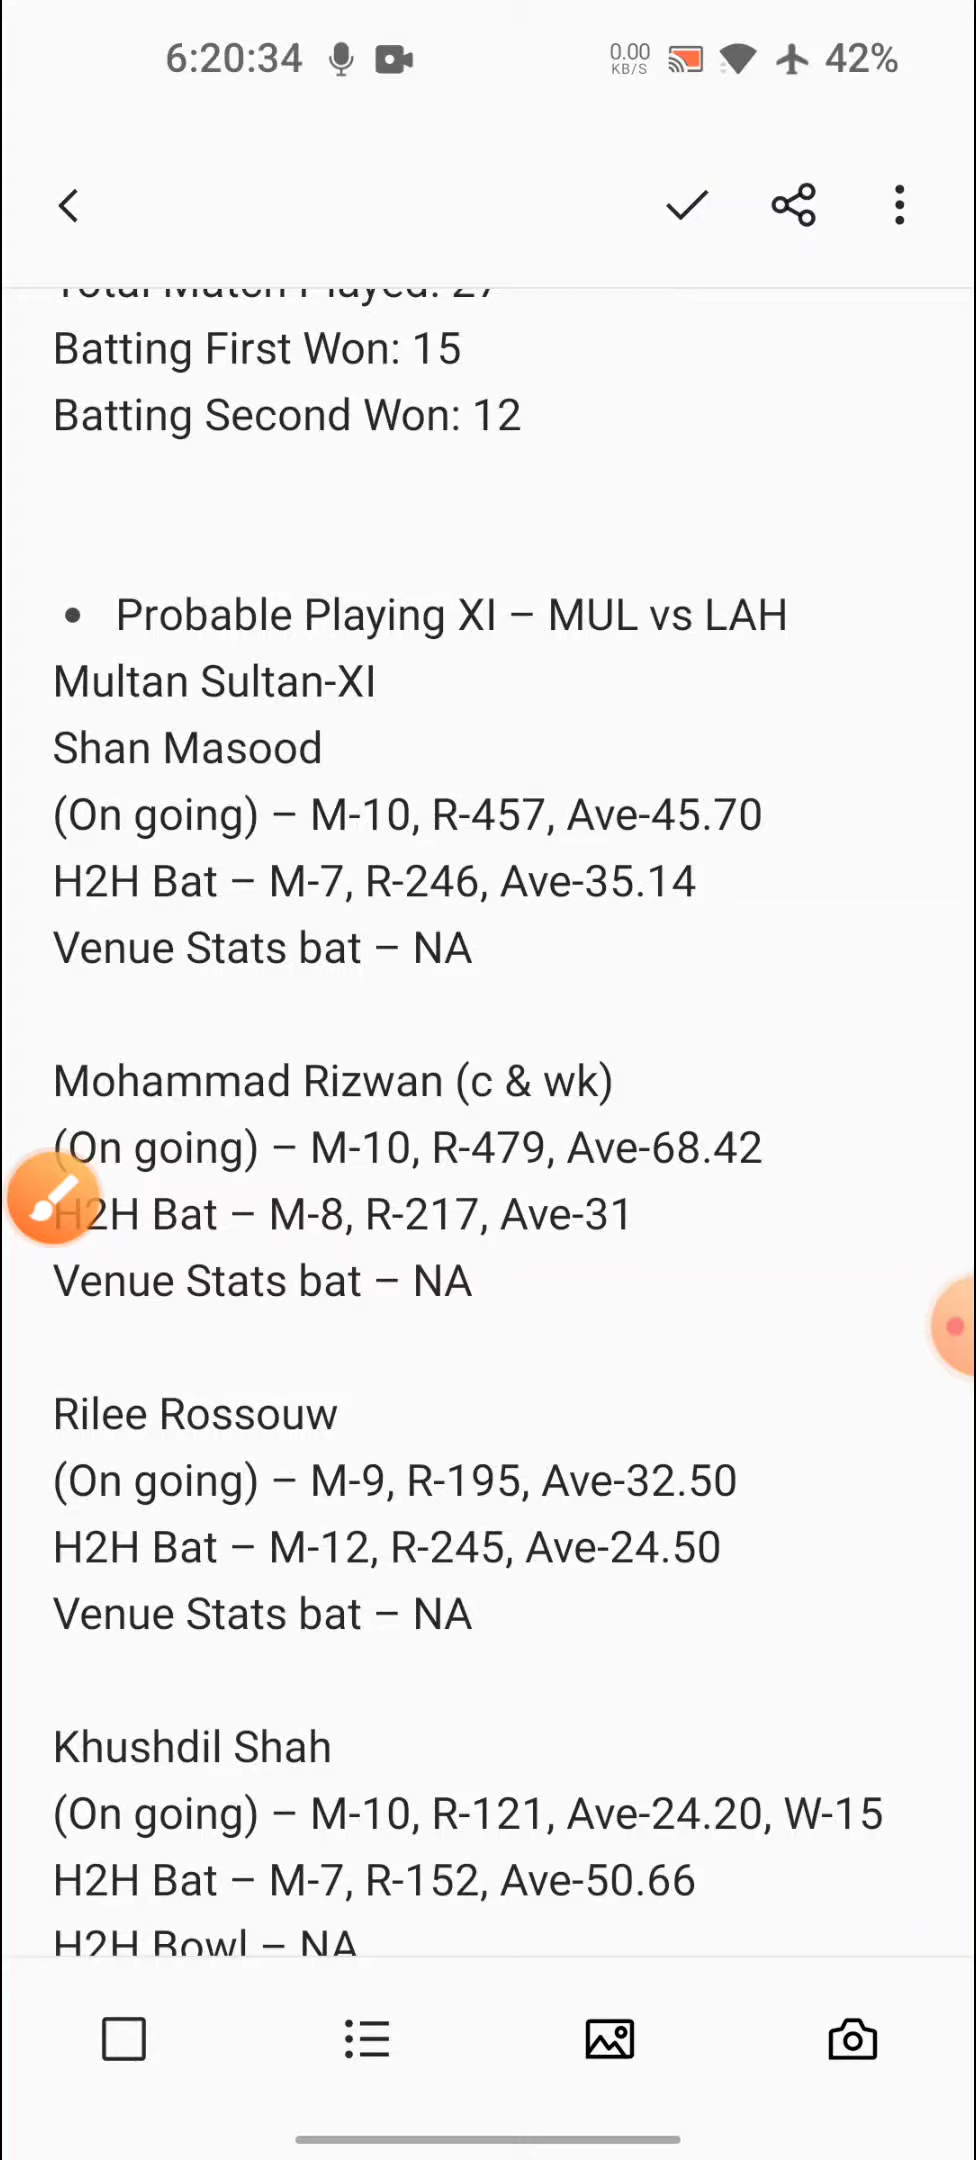 6:20:34
0.00 KB/S
42%
Total Match Played: 27
Batting First Won: 15
Batting Second Won: 12
• Probable Playing XI – MUL vs LAH
Multan Sultan-XI
Shan Masood
(On going) – M-10, R-457, Ave-45.70
H2H Bat – M-7, R-246, Ave-35.14
Venue Stats bat – NA
Mohammad Rizwan (c & wk)
(On going) – M-10, R-479, Ave-68.42
H2H Bat – M-8, R-217, Ave-31
Venue Stats bat – NA
Rilee Rossouw
(On going) – M-9, R-195, Ave-32.50
H2H Bat – M-12, R-245, Ave-24.50
Venue Stats bat – NA
Khushdil Shah
(On going) – M-10, R-121, Ave-24.20, W-15
H2H Bat – M-7, R-152, Ave-50.66
H2H Bowl – NA